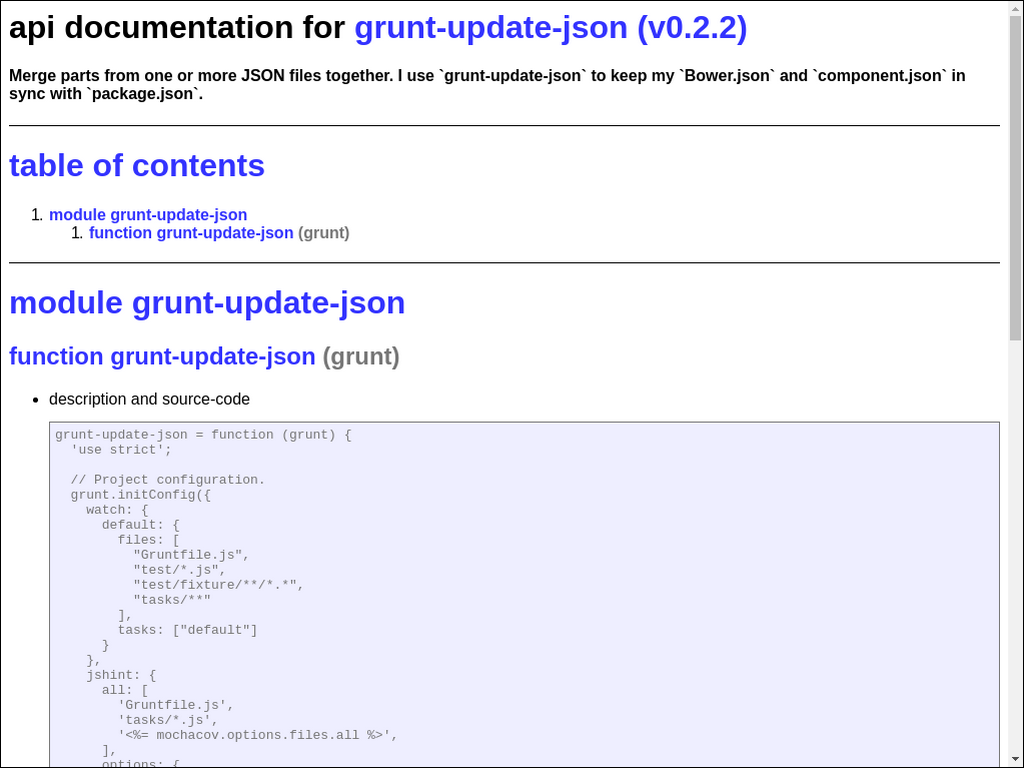 api documentation for grunt-update-json (v0.2.2)
Merge parts from one or more JSON files together. I use `grunt-update-json` to keep my `Bower.json` and `component.json` in
sync with `package.json`.
table of contents
1. module grunt-update-json
1. function grunt-update-json (grunt)
module grunt-update-json
function grunt-update-json (grunt)
• description and source-code
grunt-update-json = function (grunt) {
  'use strict';
  // Project configuration.
  grunt.initConfig({
    watch: {
      default: {
        files: [
          "Gruntfile.js",
          "test/*.js",
          "test/fixture/**/*.*",
          "tasks/**"
        ],
        tasks: ["default"]
      }
    },
    jshint: {
      all: [
        'Gruntfile.js',
        'tasks/*.js',
        '<%= mochacov.options.files.all %>',
      ],
      options: {